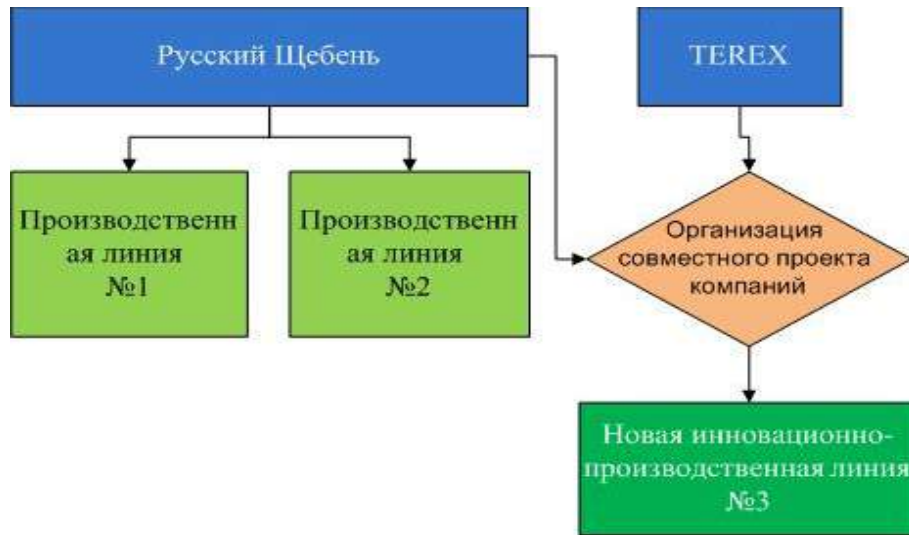 Русский Щебень
TEREX
Производственн
ая линия
№1
Производственн
ая линия
№2
Организация
совместного проекта
компаний
Новая инновационно-
производственная линия
№3